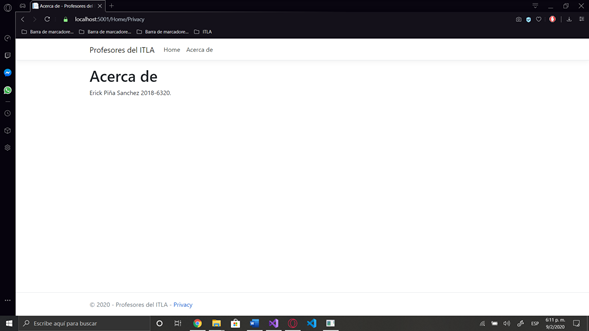 Acerca de - Profesores del I
localhost:5001/Home/Privacy
Barra de marcadore... Barra de marcadore... Barra de marcadore... ITLA
Profesores del ITLA Home Acerca de
Acerca de
Erick Piña Sanchez 2018-6320.
© 2020 - Profesores del ITLA - Privacy
Escribe aquí para buscar
ESP
6:11 p. m.
9/2/2020